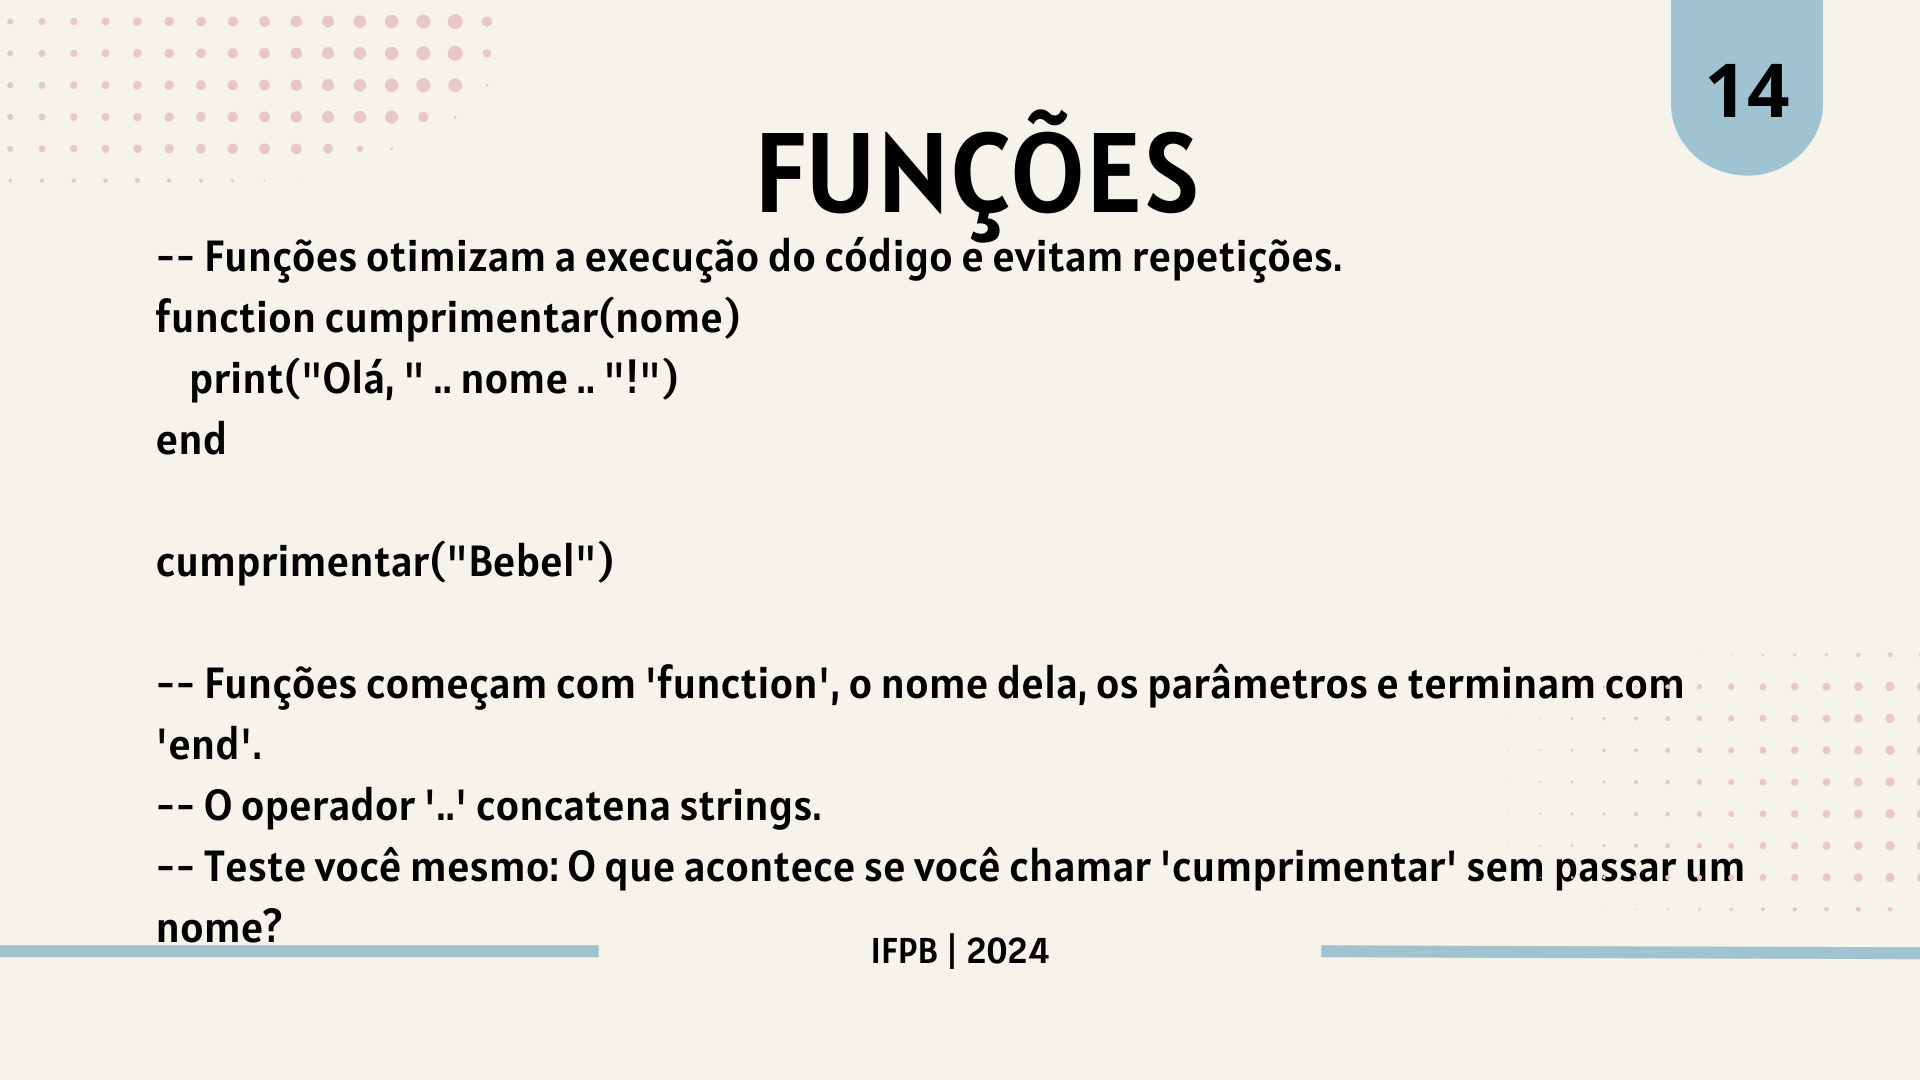 14
FUNÇÕES
-- Funções otimizam a execução do código e evitam repetições.
function cumprimentar(nome)
    print("Olá, " .. nome .. "!")
end
cumprimentar("Bebel")
-- Funções começam com 'function', o nome dela, os parâmetros e terminam com
'end'.
-- O operador '..' concatena strings.
-- Teste você mesmo: O que acontece se você chamar 'cumprimentar' sem passar um
nome?
IFPB | 2024